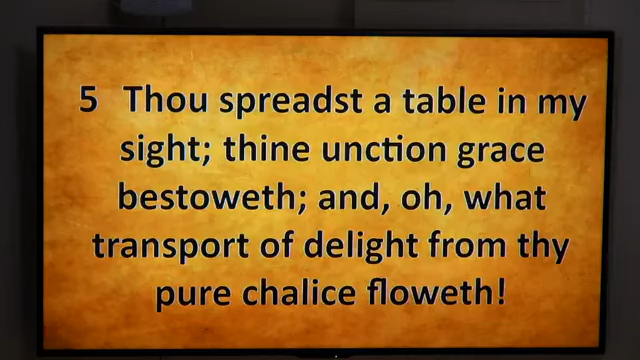 5 Thou spreadst a table in my
sight; thine unction grace
bestoweth; and, oh, what
transport of delight from thy
pure chalice floweth!